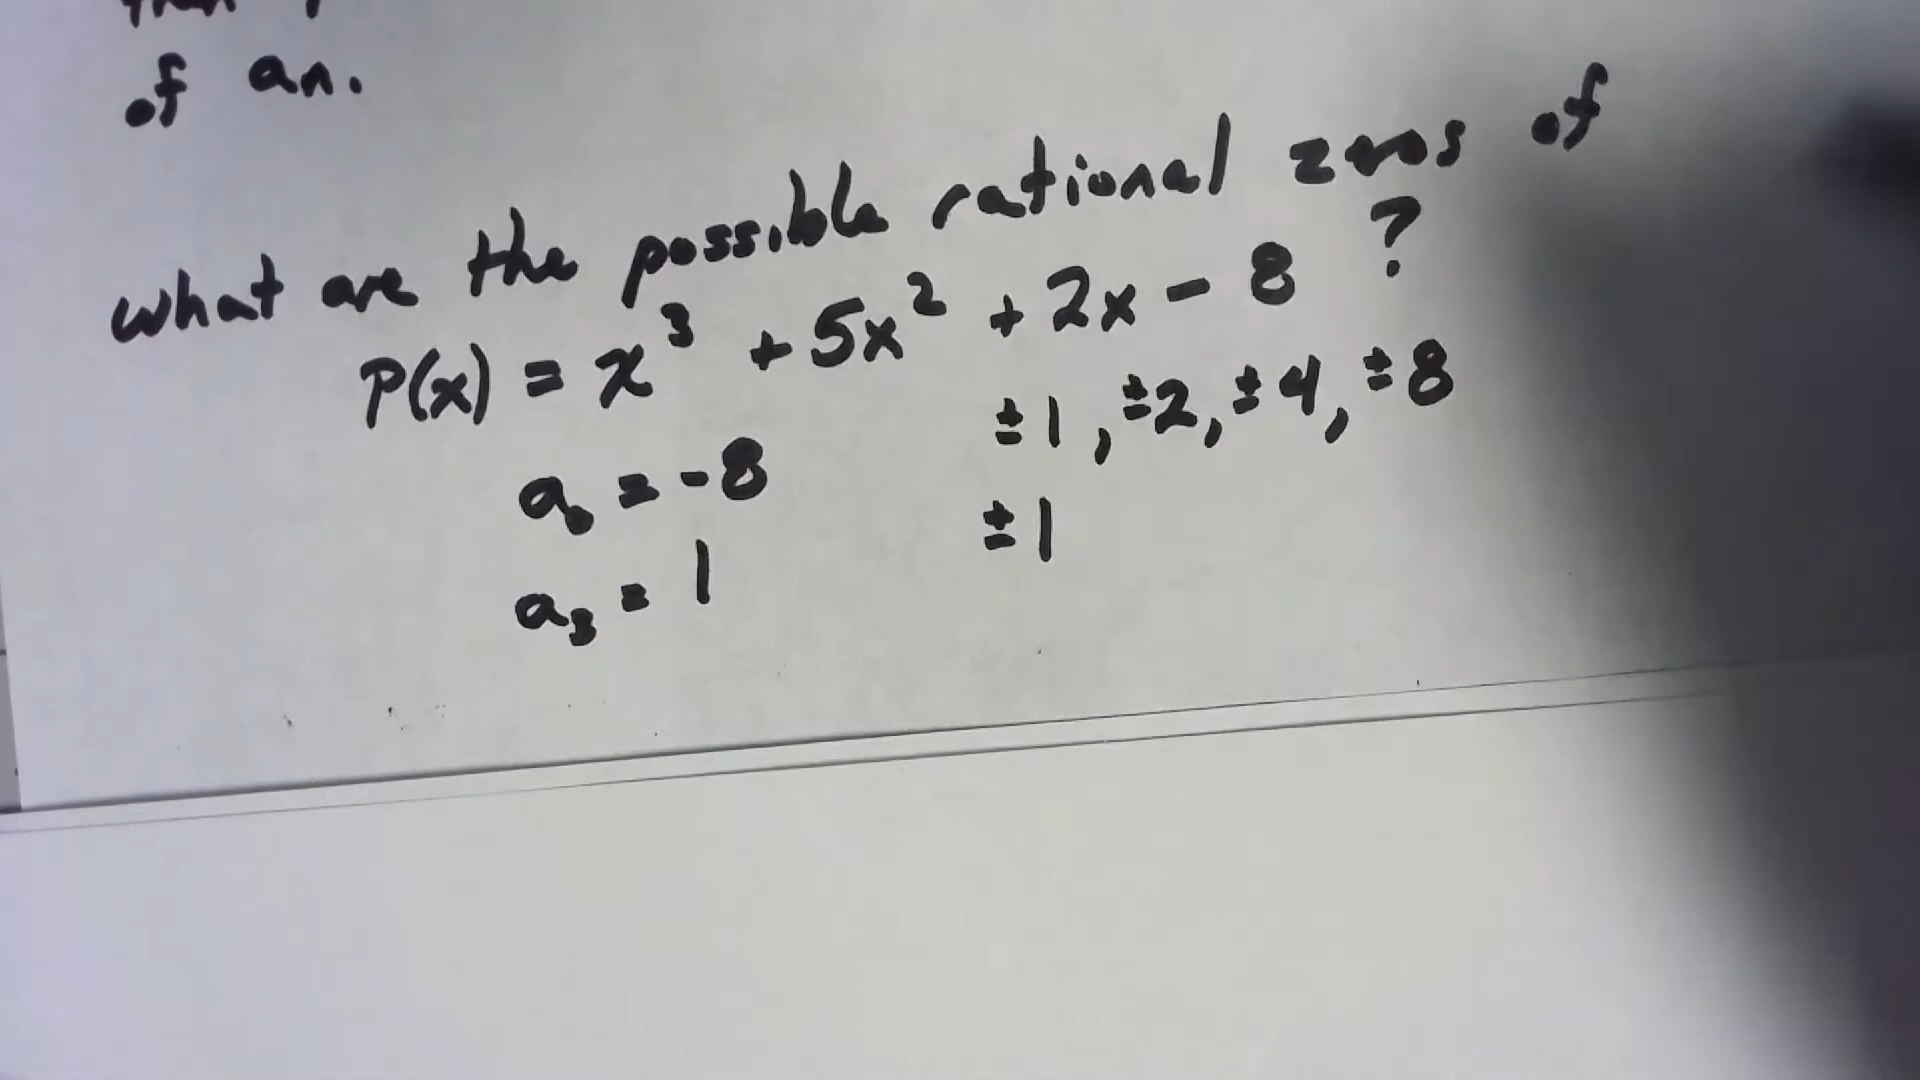 of an.
What are the possible rational zeros of
P(x) = x³ + 5x² + 2x - 8 ?
a₀ = -8 ±1, ±2, ±4, ±8
a₃ = 1 ±1